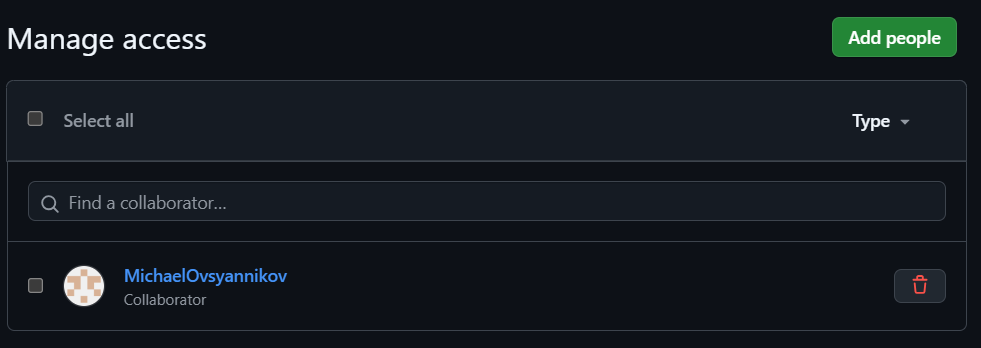 Manage access
Add people
Select all
Type
Find a collaborator...
MichaelOvsyannikov
Collaborator